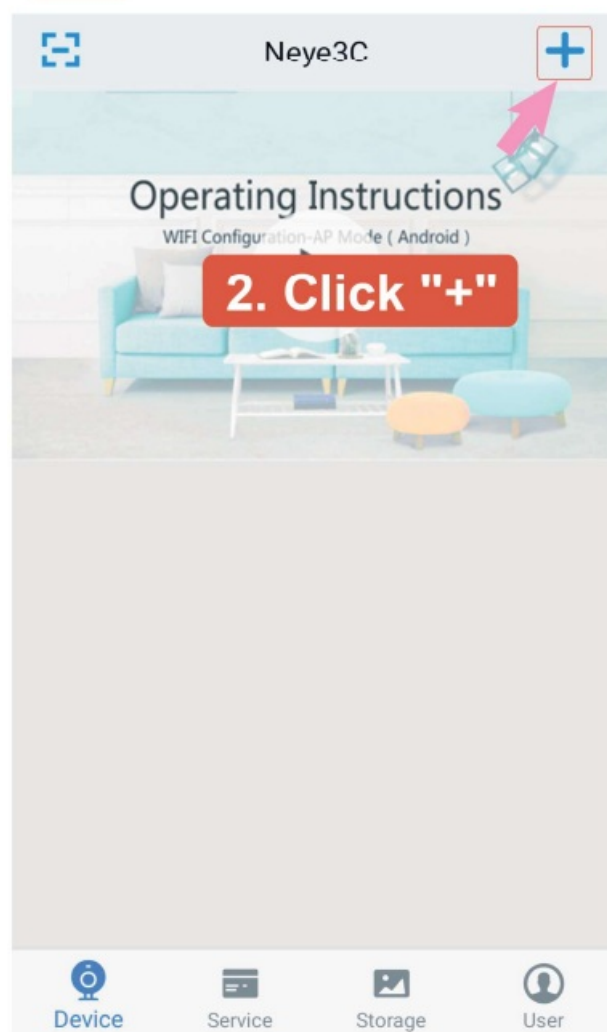 Neye3C
Operating Instructions
WIFI Configuration-AP Mode ( Android )
2. Click "+"
Device
Service
Storage
User